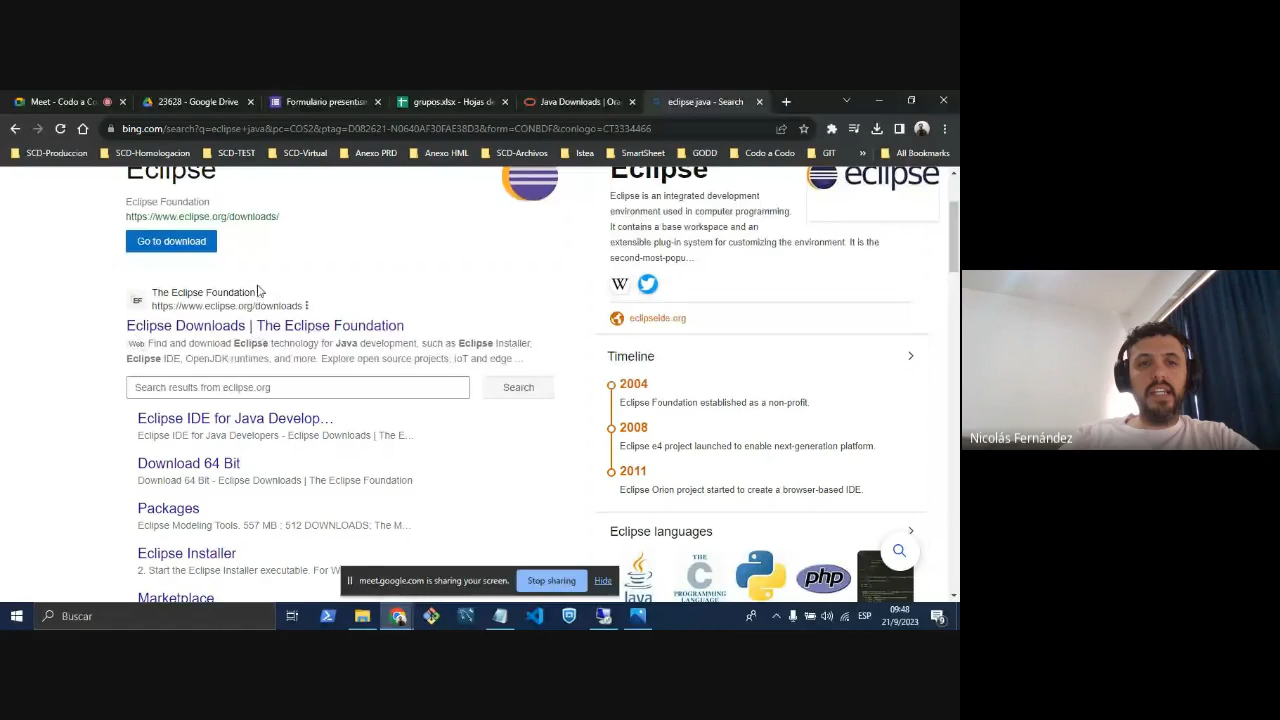 Meet - Codo a Co
23628 - Google Drive
Formulario presentism
grupos.xlsx - Hojas de
Java Downloads | Ora
eclipse java - Search
bing.com/search?q=eclipse+java&pc=COS2&ptag=D082621-N0640AF30FAE38D3&form=CONBDF&conlogo=CT3334466
SCD-Produccion
SCD-Homologacion
SCD-TEST
SCD-Virtual
Anexo PRD
Anexo HML
SCD-Archivos
Istea
SmartSheet
GODD
Codo a Codo
GIT
»
All Bookmarks
Eclipse
Eclipse Foundation
https://www.eclipse.org/downloads/
Go to download
EF
The Eclipse Foundation
https://www.eclipse.org/downloads
Eclipse Downloads | The Eclipse Foundation
Web Find and download Eclipse technology for Java development, such as Eclipse Installer,
Eclipse IDE, OpenJDK runtimes, and more. Explore open source projects, IoT and edge ...
Search results from eclipse.org
Search
Eclipse IDE for Java Develop…
Eclipse IDE for Java Developers - Eclipse Downloads | The E...
Download 64 Bit
Download 64 Bit - Eclipse Downloads | The Eclipse Foundation
Packages
Eclipse Modeling Tools. 557 MB ; 512 DOWNLOADS; The M...
Eclipse Installer
2. Start the Eclipse Installer executable. For W
Marketplace
Eclipse
eclipse
Eclipse is an integrated development
environment used in computer programming.
It contains a base workspace and an
extensible plug-in system for customizing the environment. It is the
second-most-popu…
W
eclipseide.org
Timeline
2004
Eclipse Foundation established as a non-profit.
2008
Eclipse e4 project launched to enable next-generation platform.
2011
Eclipse Orion project started to create a browser-based IDE.
Eclipse languages
Java
THE
C
PROGRAMMING
LANGUAGE
php
meet.google.com is sharing your screen.
Stop sharing
Hide
Buscar
ESP
09:48
21/9/2023
9
Nicolás Fernández